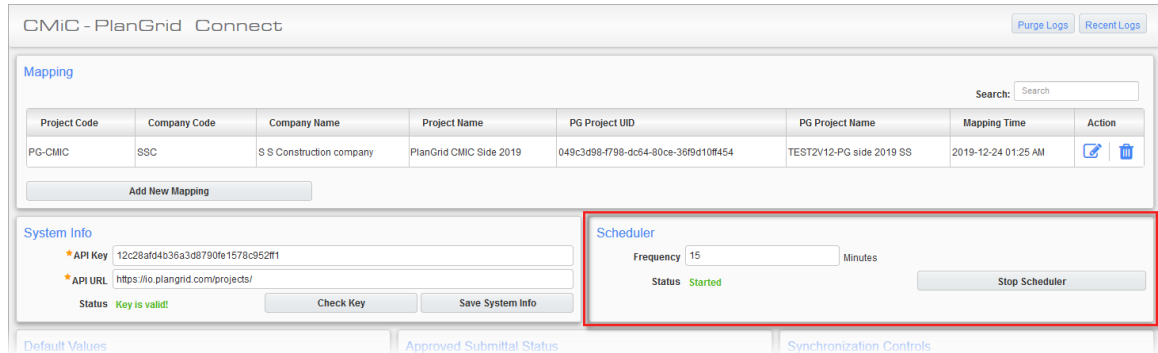 CMiC - PlanGrid Connect
Purge Logs Recent Logs
Mapping
Search: Search
Project Code Company Code Company Name Project Name PG Project UID PG Project Name Mapping Time Action
PG-CMIC SSC S S Construction company PlanGrid CMIC Side 2019 049c3d98-f798-dc64-80ce-36f9d10ff454 TEST2V12-PG side 2019 SS 2019-12-24 01:25 AM
Add New Mapping
System Info
*API Key 12c28afd4b36a3d8790fe1578c952ff1
*API URL https://io.plangrid.com/projects/
Status Key is valid! Check Key Save System Info
Scheduler
Frequency 15 Minutes
Status Started Stop Scheduler
Default Values Approved Submittal Status Synchronization Controls